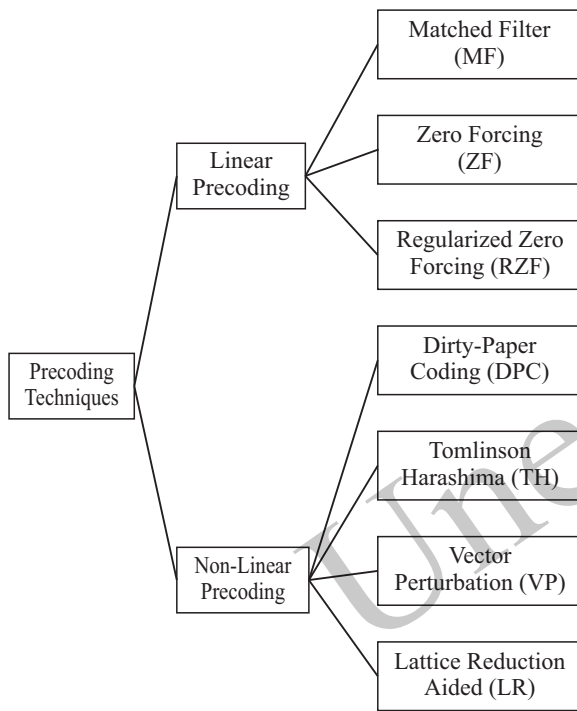 Matched Filter
(MF)
Linear
Precoding
Zero Forcing
(ZF)
Regularized Zero
Forcing (RZF)
Precoding
Techniques
Dirty-Paper
Coding (DPC)
Tomlinson
Harashima (TH)
Non-Linear
Precoding
Vector
Perturbation (VP)
Lattice Reduction
Aided (LR)